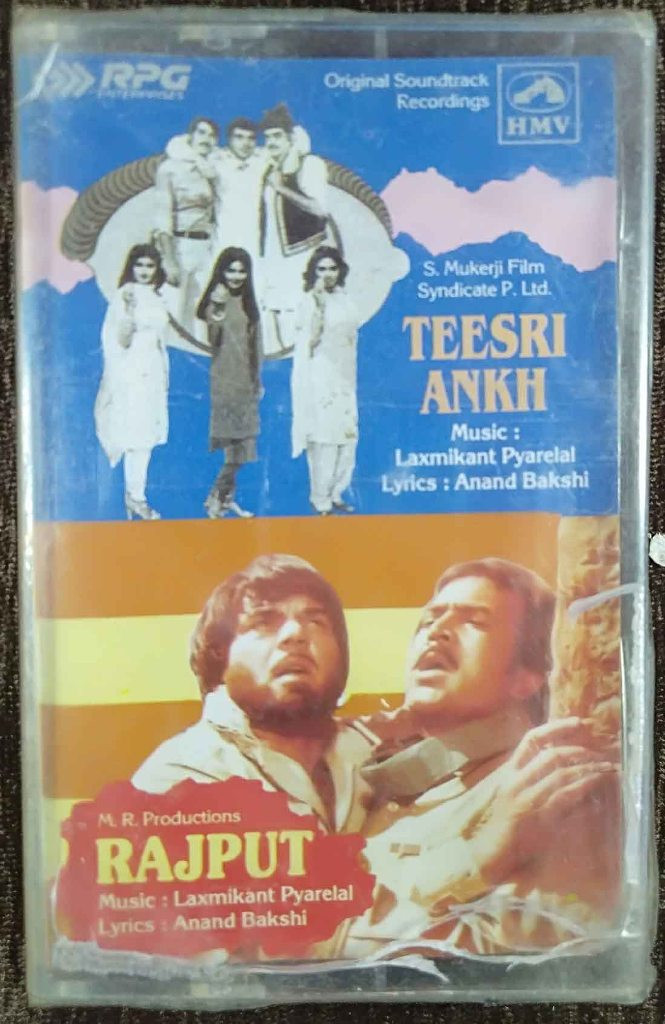 RPG
ENTERPRISES
Original Soundtrack
Recordings
HMV
S. Mukerji Film
Syndicate P. Ltd.
TEESRI
ANKH
Music :
Laxmikant Pyarelal
Lyrics : Anand Bakshi
M. R. Productions
RAJPUT
Music : Laxmikant Pyarelal
Lyrics : Anand Bakshi